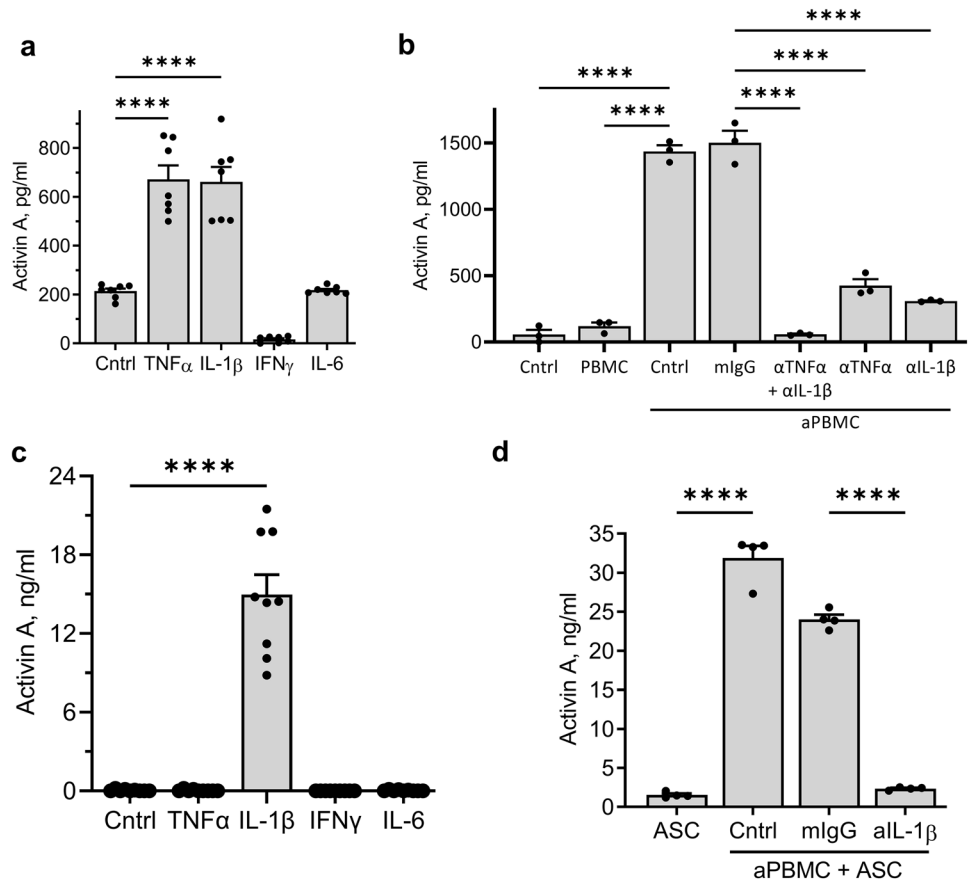 a
****
****
Activin A, pg/ml
800
600
400
200
0
Cntrl TNFα IL-1β IFNγ IL-6
b
****
****
****
****
****
Activin A, pg/ml
1500
1000
500
0
Cntrl PBMC Cntrl mIgG αTNFα αTNFα αIL-1β
+ αIL-1β
aPBMC
c
****
Activin A, ng/ml
24
18
12
6
0
Cntrl TNFα IL-1β IFNγ IL-6
d
**** ****
Activin A, ng/ml
35
30
25
20
15
10
5
0
ASC Cntrl mIgG aIL-1β
aPBMC + ASC